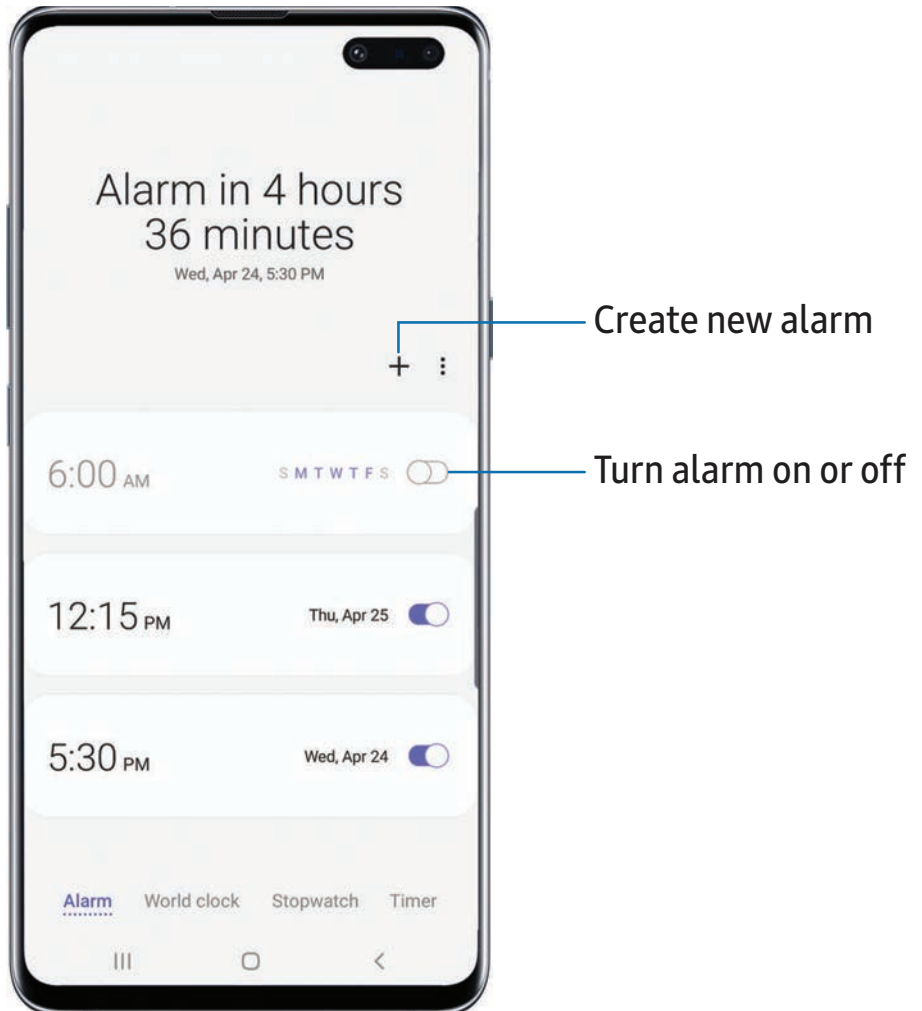 Alarm in 4 hours
36 minutes
Wed, Apr 24, 5:30 PM
Create new alarm
6:00 AM S M T W T F S
Turn alarm on or off
12:15 PM Thu, Apr 25
5:30 PM Wed, Apr 24
Alarm World clock Stopwatch Timer